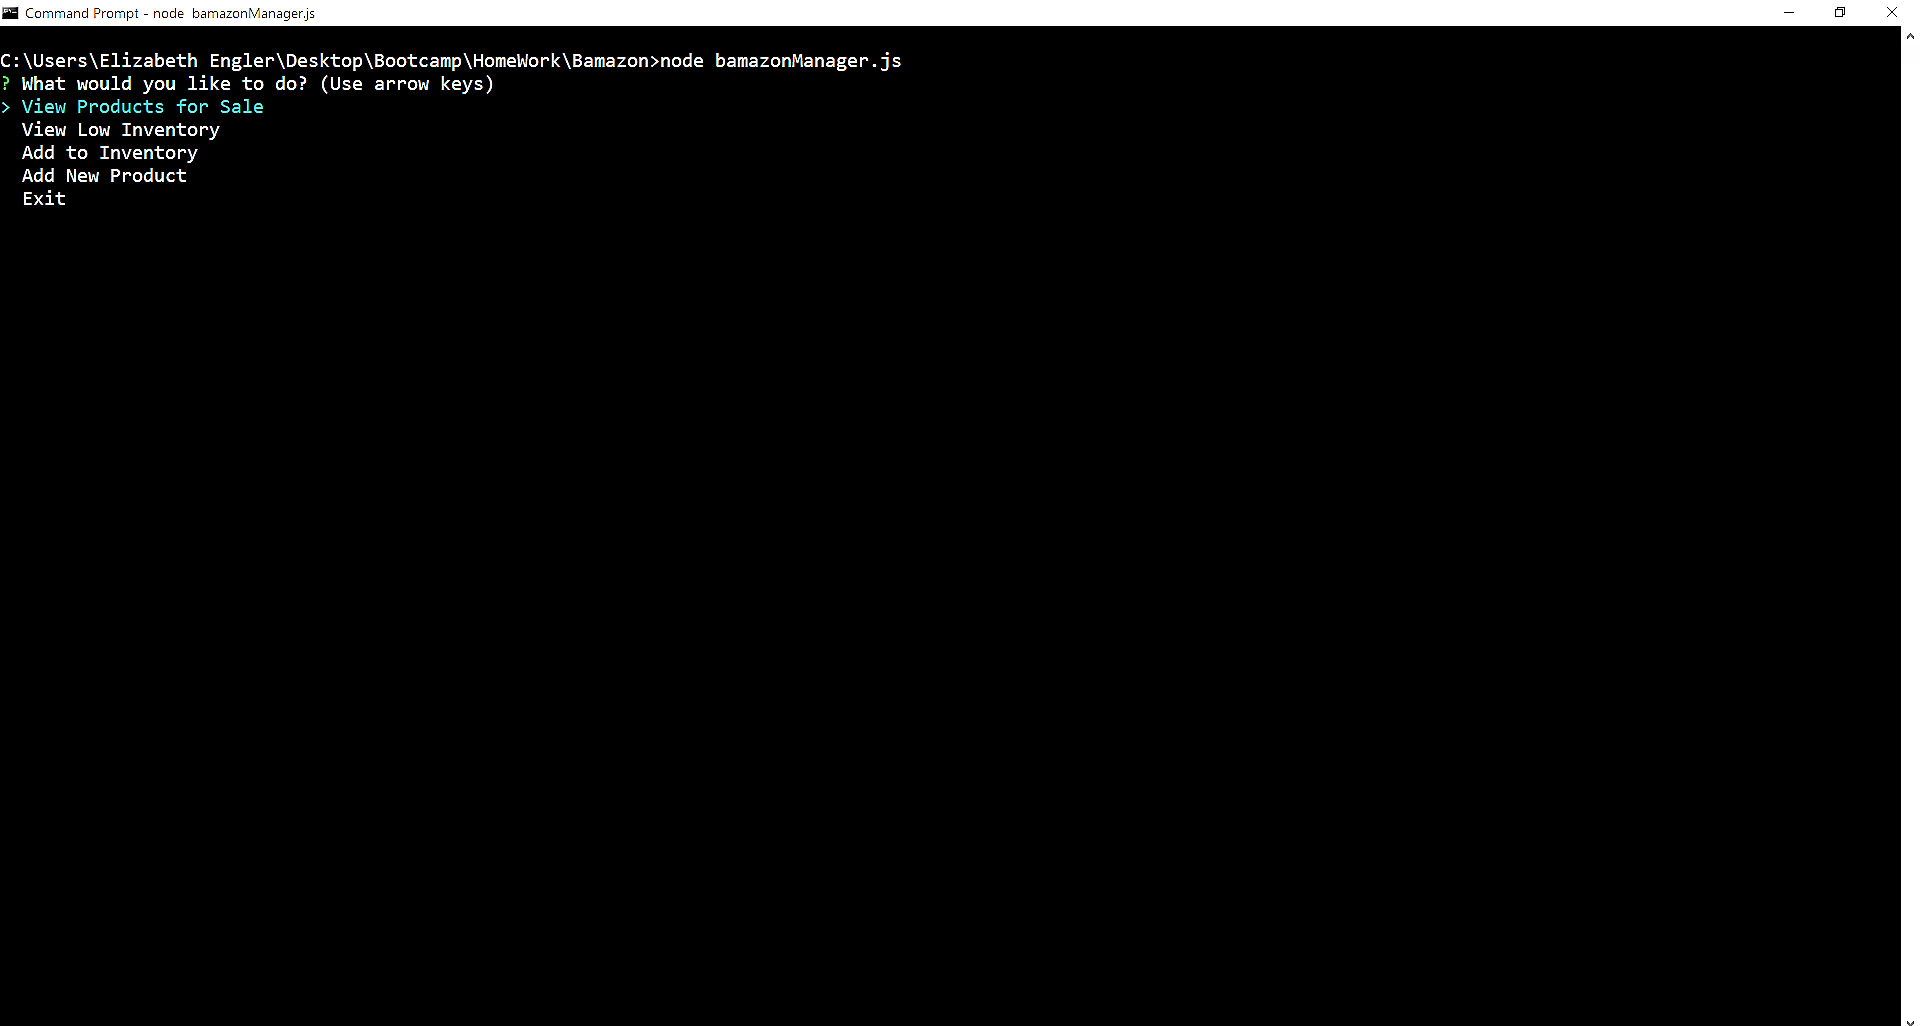 Command Prompt - node  bamazonManager.js
C:\Users\Elizabeth Engler\Desktop\Bootcamp\HomeWork\Bamazon>node bamazonManager.js
? What would you like to do? (Use arrow keys)
> View Products for Sale
  View Low Inventory
  Add to Inventory
  Add New Product
  Exit